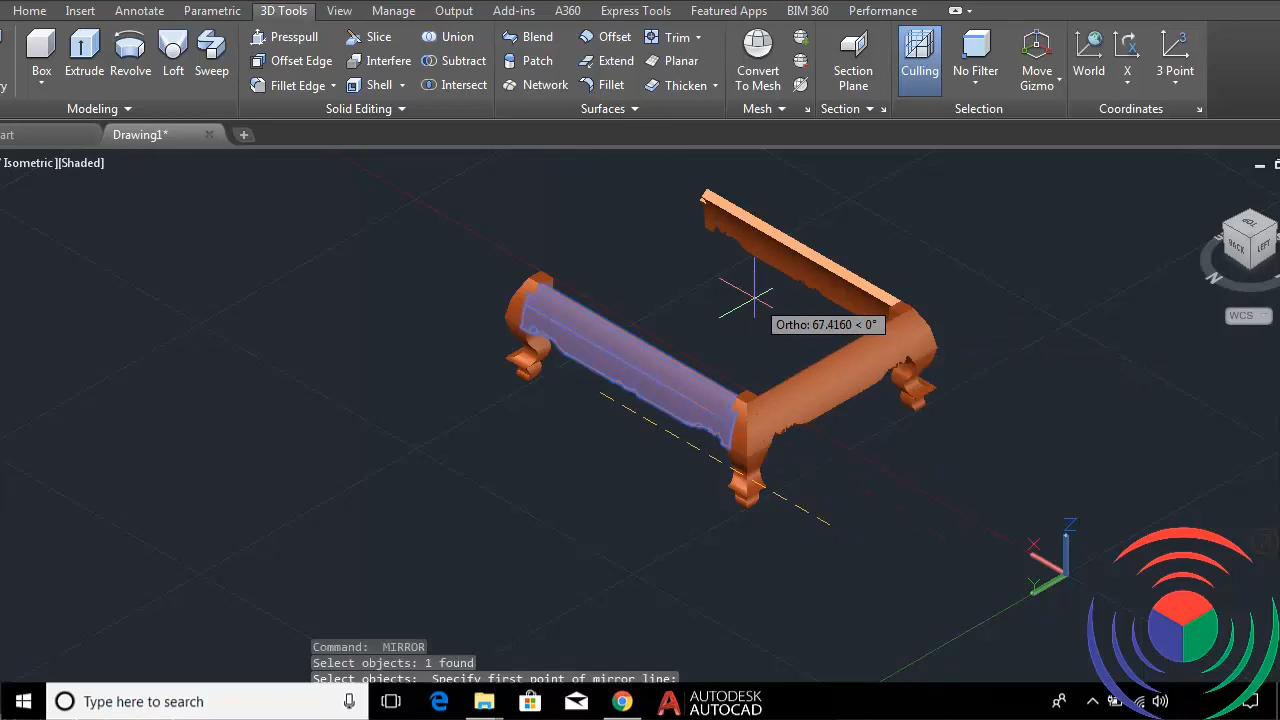 Home Insert Annotate Parametric 3D Tools View Manage Output Add-ins A360 Express Tools Featured Apps BIM 360 Performance
Presspull Slice Union Blend Offset Trim
Offset Edge Interfere Subtract Patch Extend Planar
Fillet Edge Shell Intersect Network Fillet Thicken
Box Extrude Revolve Loft Sweep
Convert To Mesh
Section Plane
Culling No Filter Move Gizmo World X 3 Point
Modeling Solid Editing Surfaces Mesh Section Selection Coordinates
art Drawing1*
Isometric][Shaded]
TOP
BACK LEFT
N
WCS
Ortho: 67.4160 < 0°
Z
X
Y
Command: MIRROR
Select objects: 1 found
Select objects: Specify first point of mirror line:
Type here to search
AUTODESK
AUTOCAD